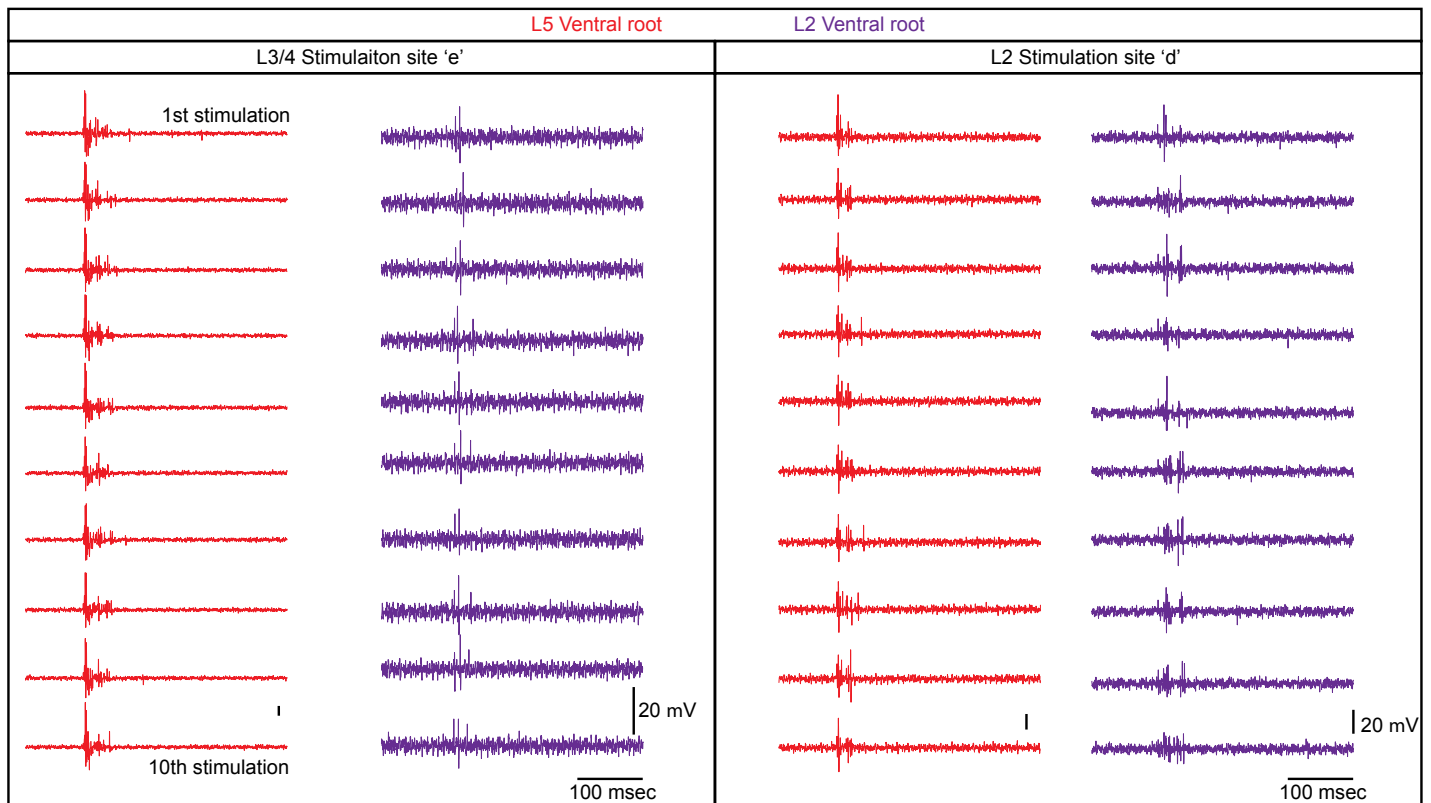 L5 Ventral root L2 Ventral root
L3/4 Stimulaiton site ‘e’ L2 Stimulation site ‘d’
1st stimulation
20 mV 20 mV
10th stimulation
100 msec 100 msec